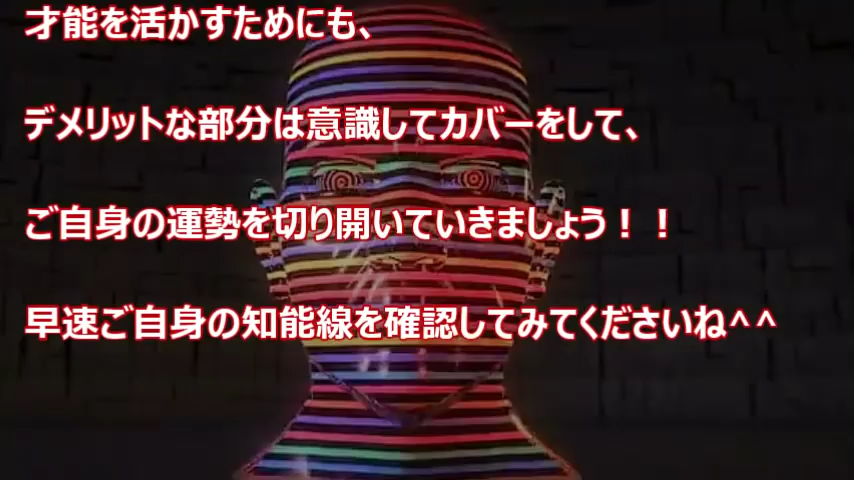 才能を活かすためにも、
デメリットな部分は意識してカバーをして、
ご自身の運勢を切り開いていきましょう！！
早速ご自身の知能線を確認してみてくださいね^^